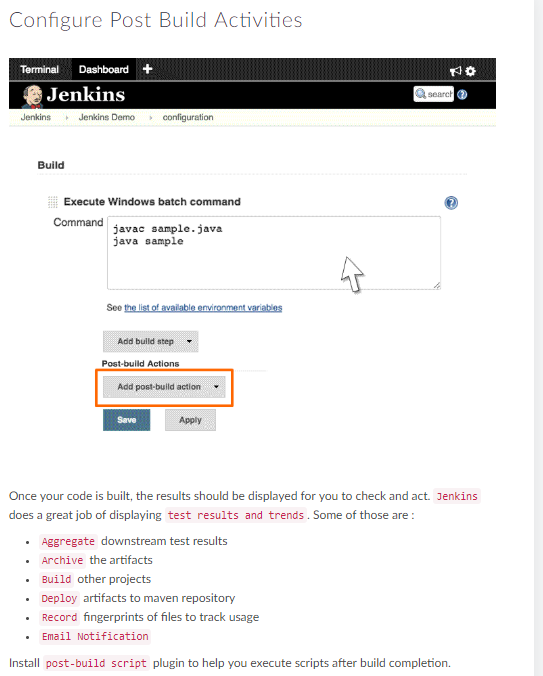 Configure Post Build Activities
Terminal Dashboard +
Jenkins search ?
Jenkins › Jenkins Demo › configuration
Build
Execute Windows batch command ?
Command
javac sample.java
java sample
See the list of available environment variables
Add build step
Post-build Actions
Add post-build action
Save Apply
Once your code is built, the results should be displayed for you to check and act. Jenkins
does a great job of displaying test results and trends. Some of those are :
• Aggregate downstream test results
• Archive the artifacts
• Build other projects
• Deploy artifacts to maven repository
• Record fingerprints of files to track usage
• Email Notification
Install post-build script plugin to help you execute scripts after build completion.